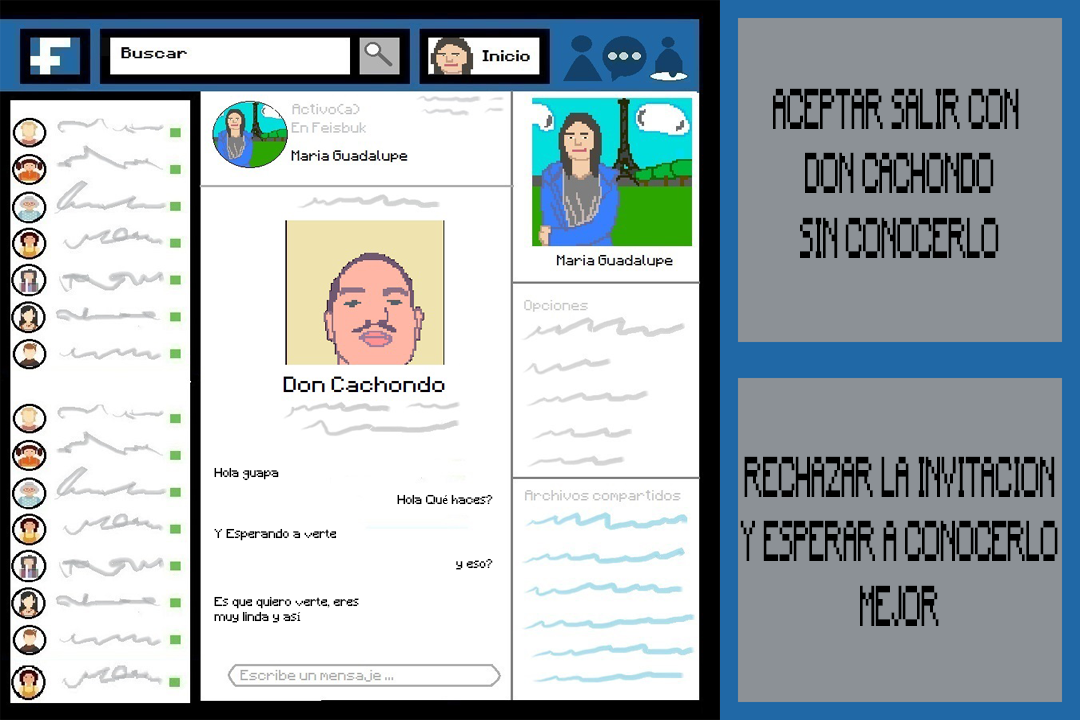 F
Buscar
Inicio
Activo(a)
En Feisbuk
Maria Guadalupe
Maria Guadalupe
Don Cachondo
Hola guapa
Hola Qué haces?
Y Esperando a verte
y eso?
Es que quiero verte, eres
muy linda y así
Escribe un mensaje ...
Opciones
Archivos compartidos
ACEPTAR SALIR CON
DON CACHONDO
SIN CONOCERLO
RECHAZAR LA INVITACION
Y ESPERAR A CONOCERLO
MEJOR